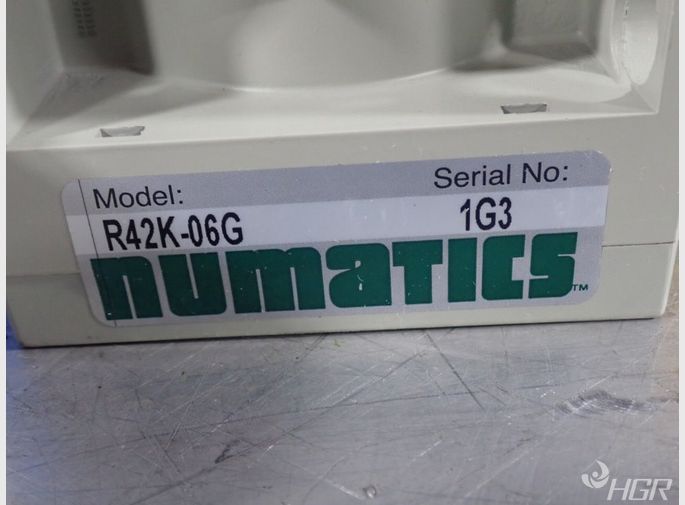 Model: Serial No:
R42K-06G 1G3
numatics™
HGR